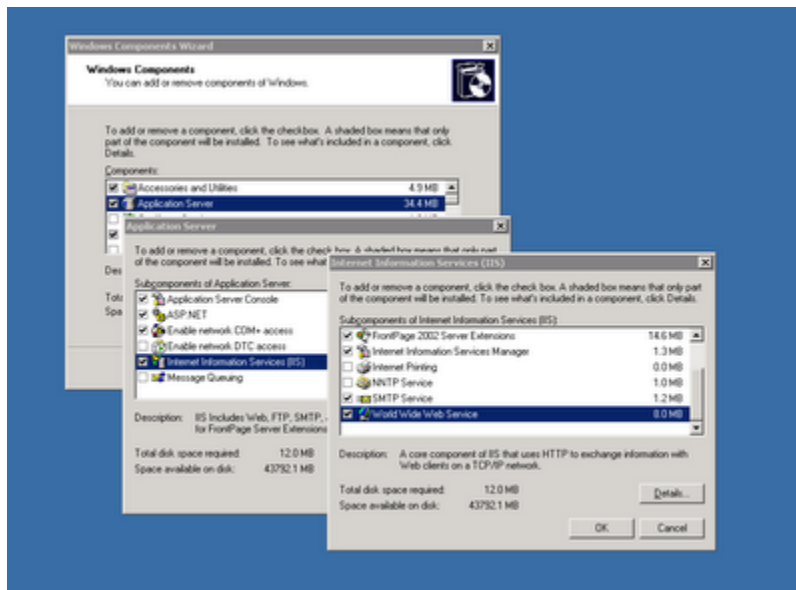 Windows Components Wizard
Windows Components
You can add or remove components of Windows.
To add or remove a component, click the checkbox. A shaded box means that only
part of the component will be installed. To see what's included in a component, click
Details.
Components:
Accessories and Utilities 4.9 MB
Application Server 34.4 MB
Des
Tota
Spa
Application Server
To add or remove a component, click the check box. A shaded box means that only part
of the component will be installed. To see what
Subcomponents of Application Server:
Application Server Console
ASP.NET
Enable network COM+ access
Enable network DTC access
Internet Information Services (IIS)
Message Queuing
Description: IIS Includes Web, FTP, SMTP,
for FrontPage Server Extensions
Total disk space required: 12.0 MB
Space available on disk: 43792.1 MB
Internet Information Services (IIS)
To add or remove a component, click the check box. A shaded box means that only part
of the component will be installed. To see what's included in a component, click Details.
Subcomponents of Internet Information Services (IIS):
FrontPage 2002 Server Extensions 14.6 MB
Internet Information Services Manager 1.3 MB
Internet Printing 0.0 MB
NNTP Service 1.0 MB
SMTP Service 1.2 MB
World Wide Web Service 8.0 MB
Description: A core component of IIS that uses HTTP to exchange information with
Web clients on a TCP/IP network.
Total disk space required: 12.0 MB
Space available on disk: 43792.1 MB
Details...
OK Cancel